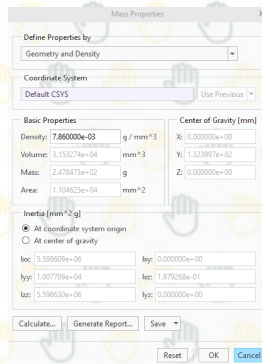 Mass Properties
Define Properties by
Geometry and Density
Coordinate System
Default CSYS Use Previous
Basic Properties Center of Gravity [mm]
Density: 7.860000e-03 g / mm^3 X: 0.000000e+00
Volume: 3.153274e+04 mm^3 Y: 1.323997e+02
Mass: 2.478473e+02 g Z: 0.000000e+00
Area: 1.104625e+04 mm^2
Inertia [mm^2 g]
At coordinate system origin
At center of gravity
Ixx: 5.598609e+06 Ixy: 0.000000e+00
Iyy: 1.007709e+04 Ixz: 1.979268e-01
Izz: 5.598630e+06 Iyz: 0.000000e+00
Calculate... Generate Report... Save
Reset OK Cancel